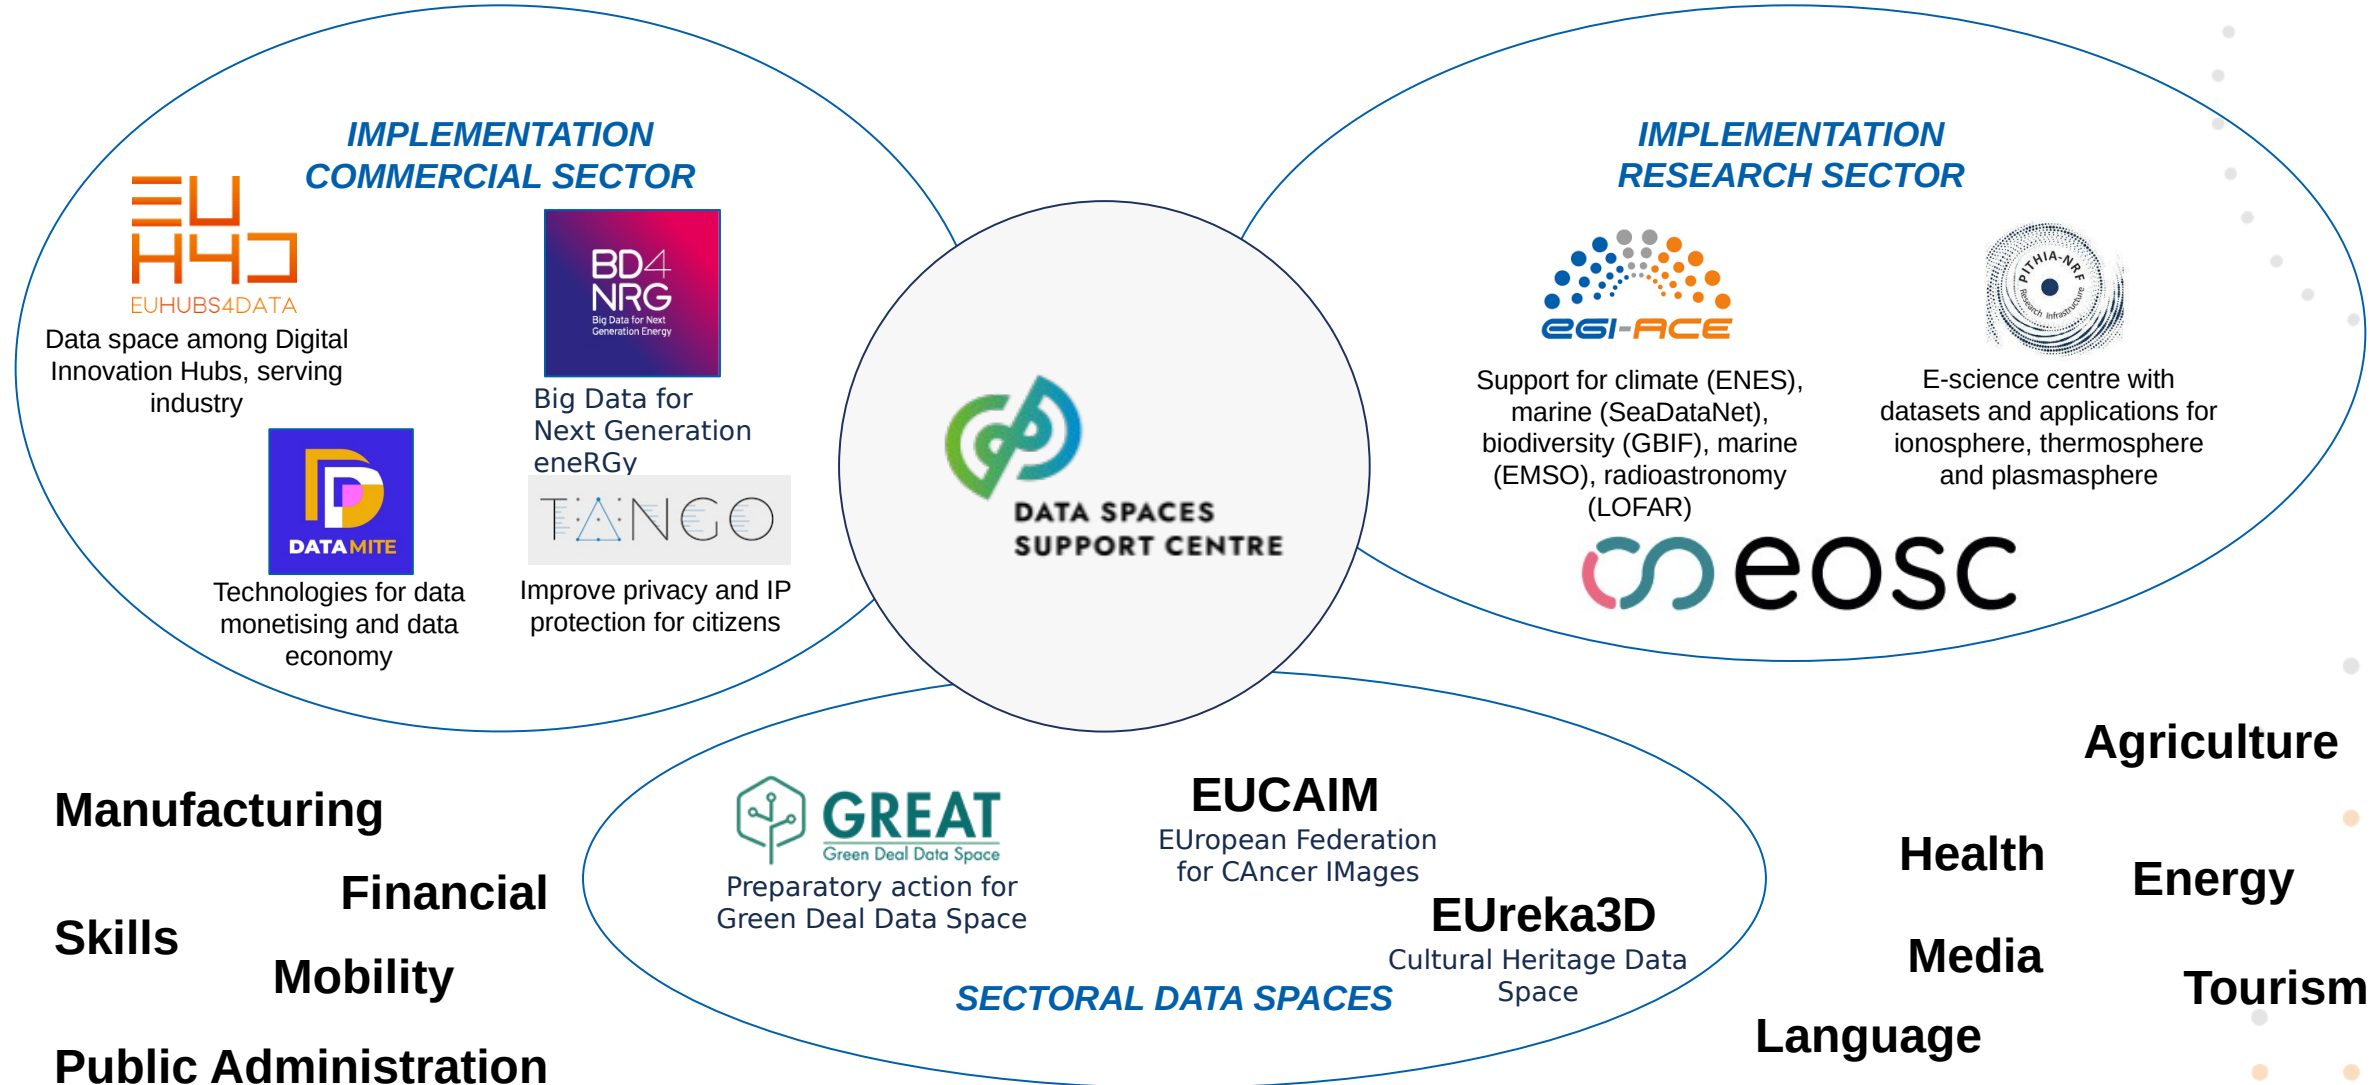 IMPLEMENTATION
COMMERCIAL SECTOR
EU
H4D
EUHUBS4DATA
Data space among Digital
Innovation Hubs, serving
industry
BD4
NRG
Big Data for Next
Generation Energy
Big Data for
Next Generation
eneRGy
DATAMITE
Technologies for data
monetising and data
economy
TANGO
Improve privacy and IP
protection for citizens
DATA SPACES
SUPPORT CENTRE
IMPLEMENTATION
RESEARCH SECTOR
eGI-ACE
Support for climate (ENES),
marine (SeaDataNet),
biodiversity (GBIF), marine
(EMSO), radioastronomy
(LOFAR)
PITHIA-NRF
Research Infrastructure
E-science centre with
datasets and applications for
ionosphere, thermosphere
and plasmasphere
eosc
GREAT
Green Deal Data Space
Preparatory action for
Green Deal Data Space
EUCAIM
EUropean Federation
for CAncer IMages
EUreka3D
Cultural Heritage Data
Space
SECTORAL DATA SPACES
Manufacturing
Financial
Skills
Mobility
Public Administration
Agriculture
Health
Energy
Media
Tourism
Language